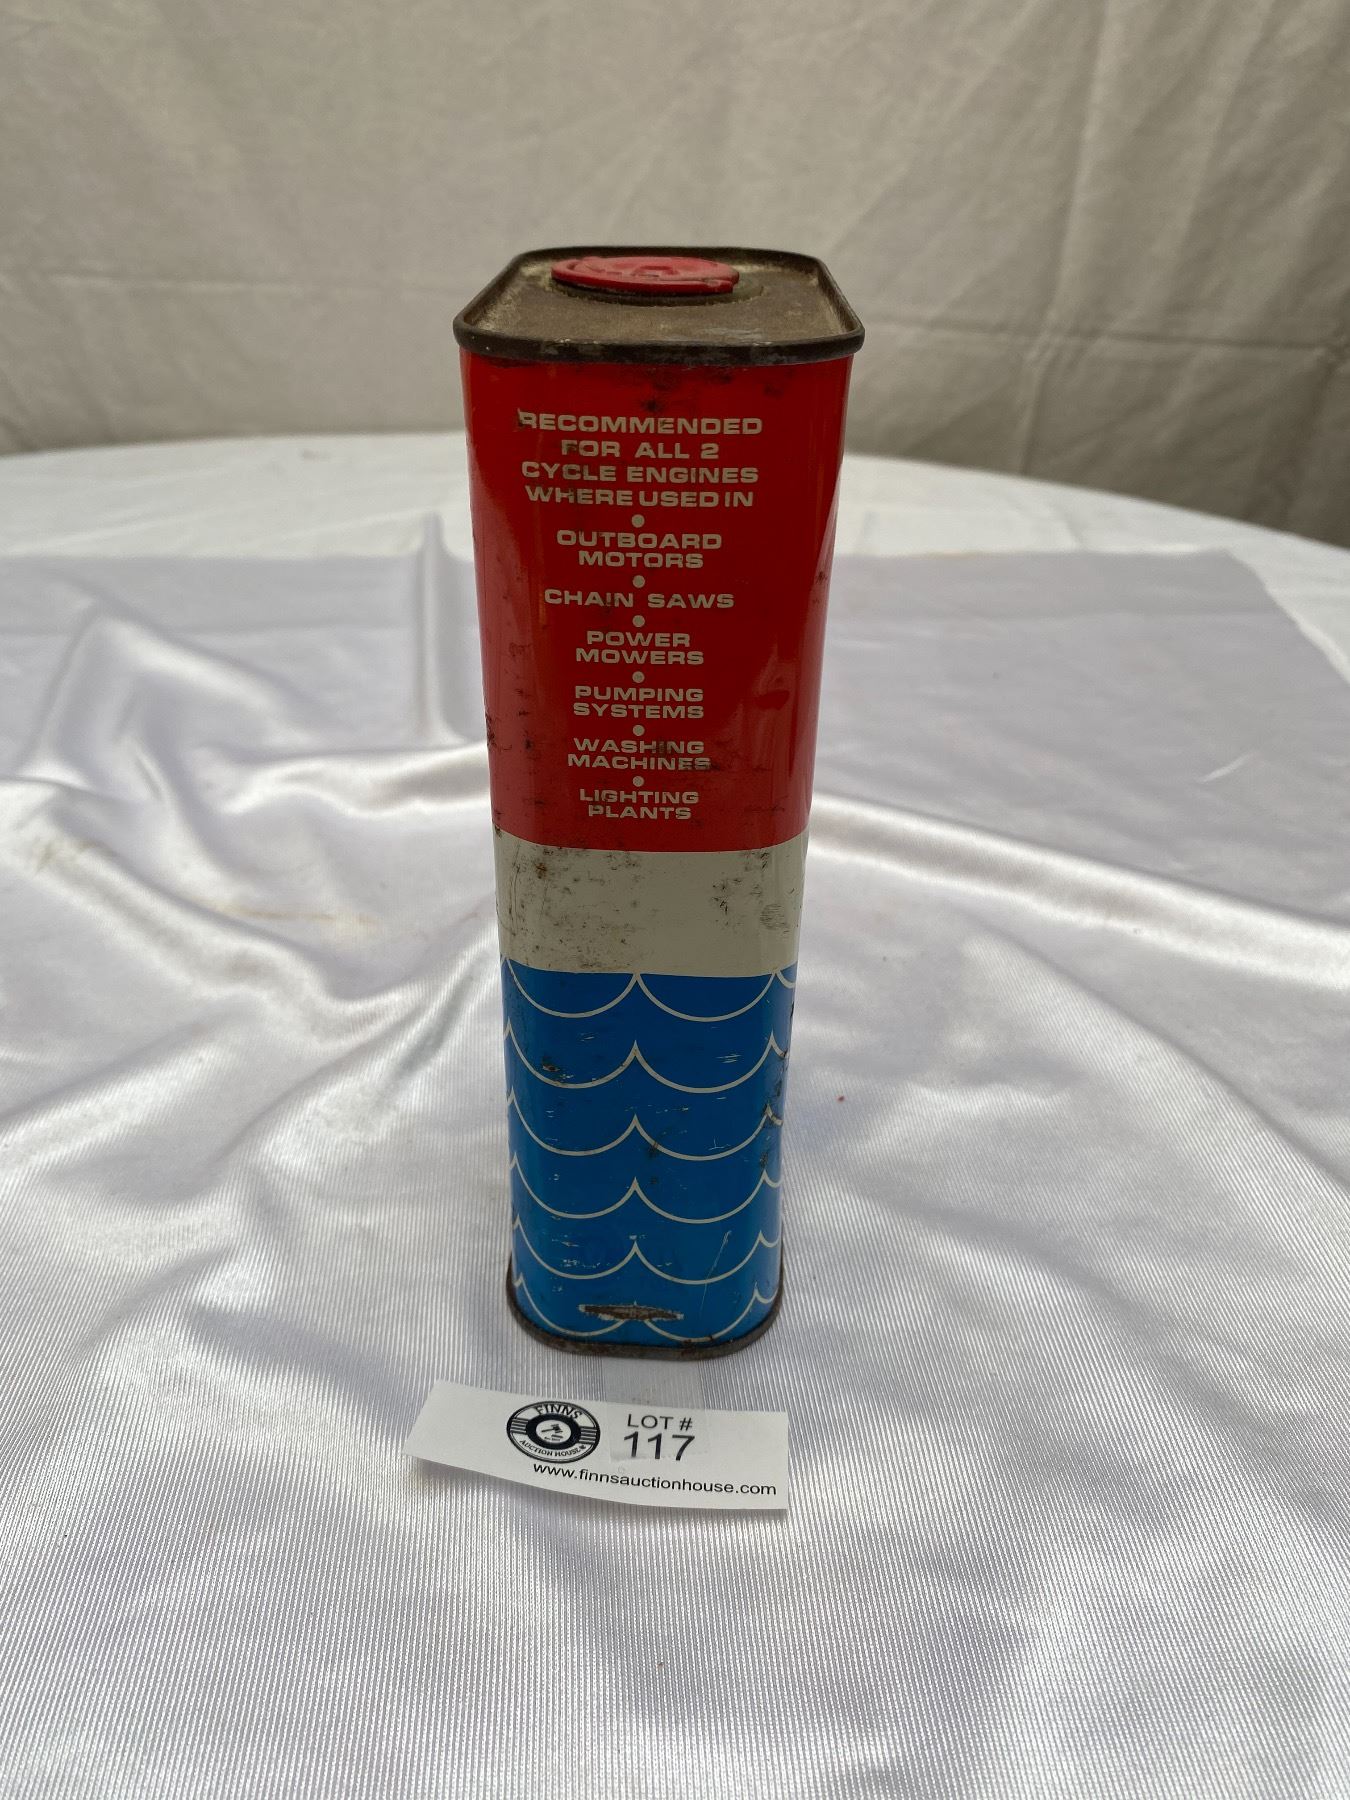 RECOMMENDED
FOR ALL 2
CYCLE ENGINES
WHERE USED IN
•
OUTBOARD
MOTORS
•
CHAIN SAWS
•
POWER
MOWERS
•
PUMPING
SYSTEMS
•
WASHING
MACHINES
•
LIGHTING
PLANTS
FINNS
AUCTION HOUSE
LOT #
117
www.finnsauctionhouse.com